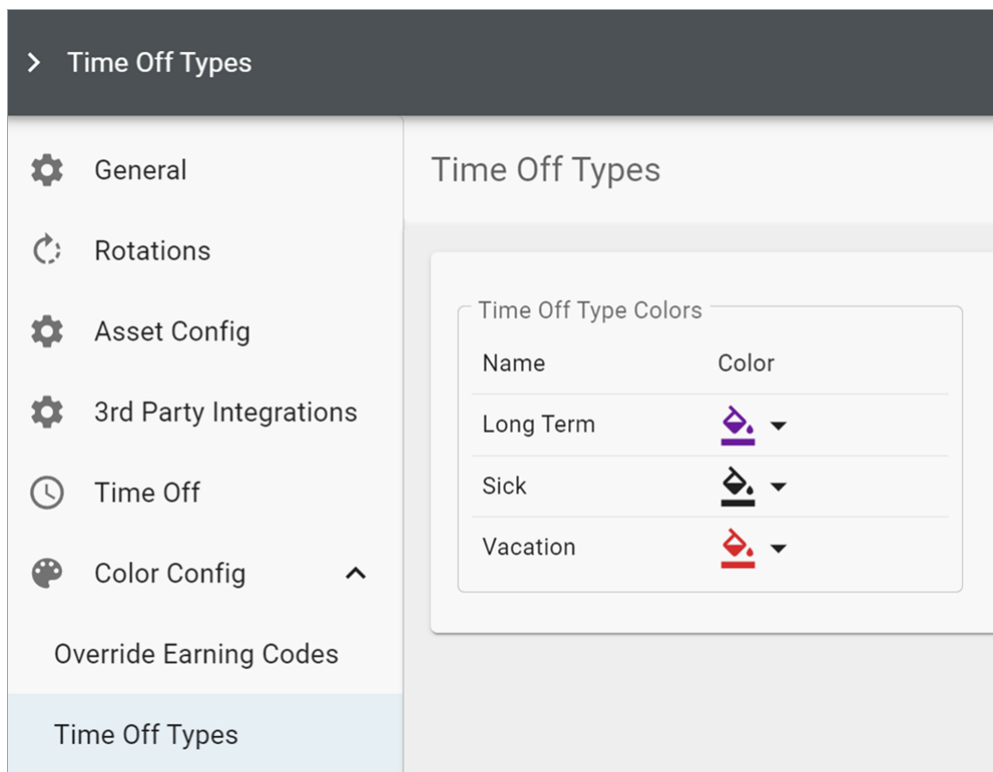 Time Off Types
General
Rotations
Asset Config
3rd Party Integrations
Time Off
Color Config
Override Earning Codes
Time Off Types
Time Off Types
Time Off Type Colors
Name Color
Long Term
Sick
Vacation